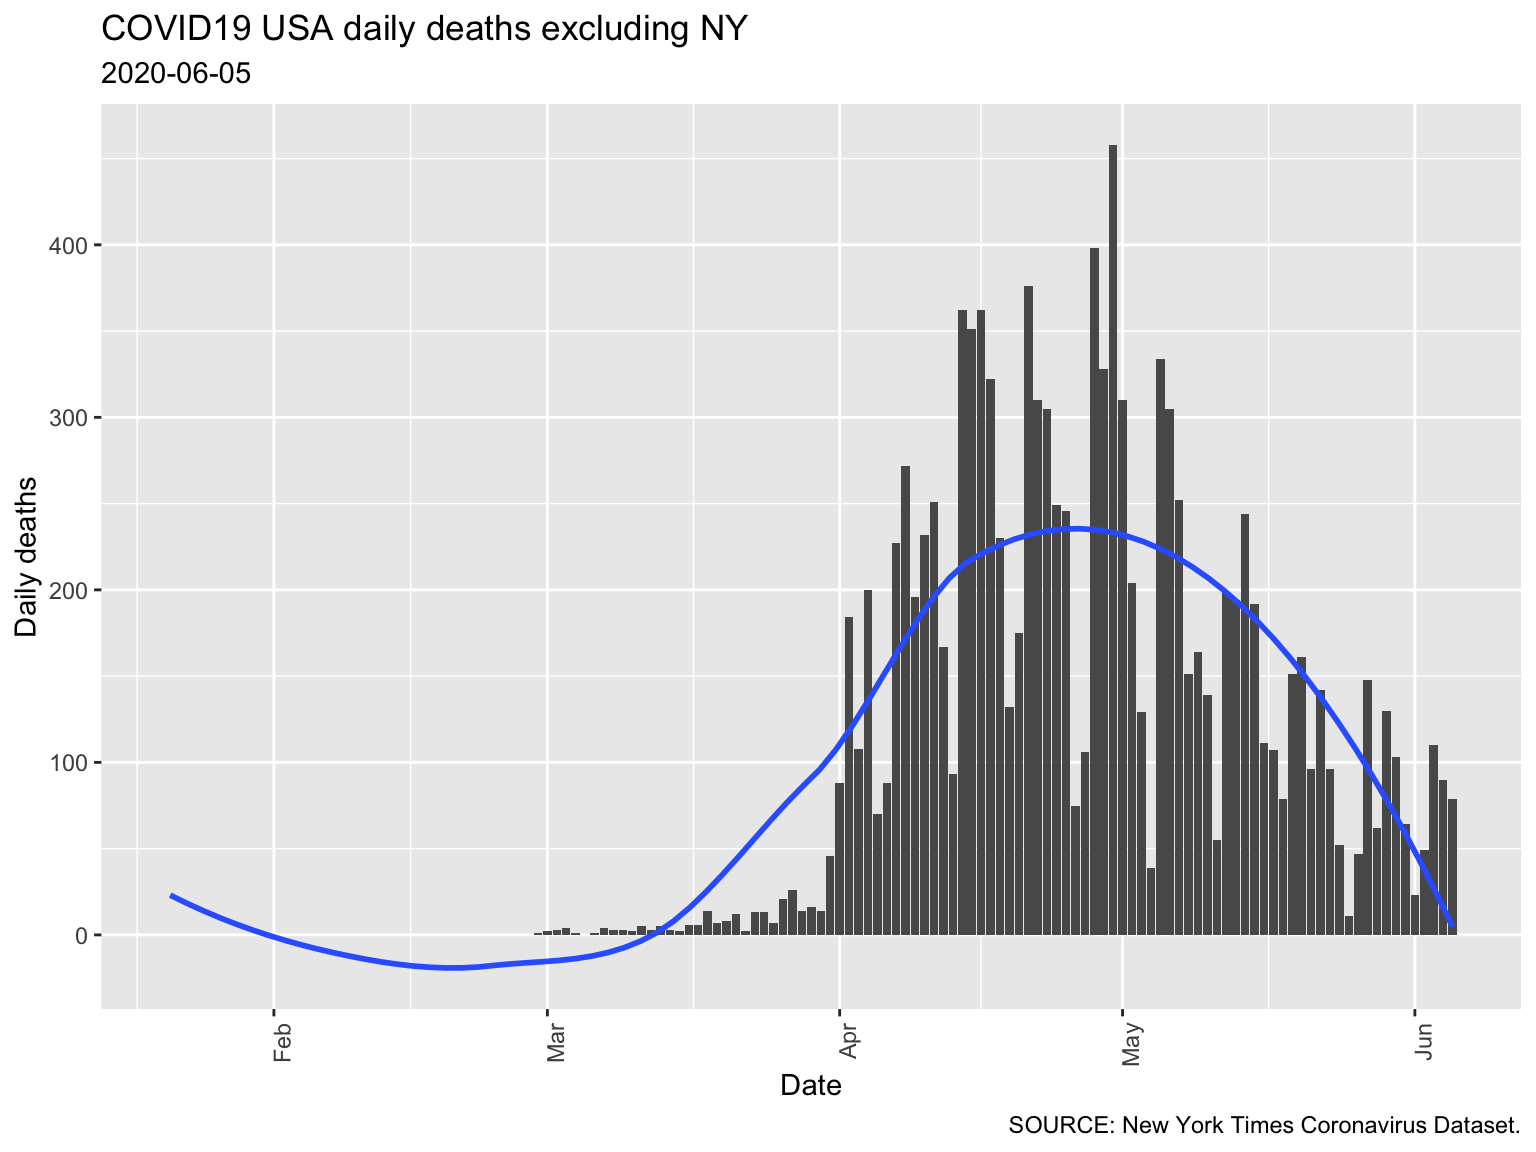 COVID19 USA daily deaths excluding NY
2020-06-05
Daily deaths
400
300
200
100
0
Feb
Mar
Apr
May
Jun
Date
SOURCE: New York Times Coronavirus Dataset.